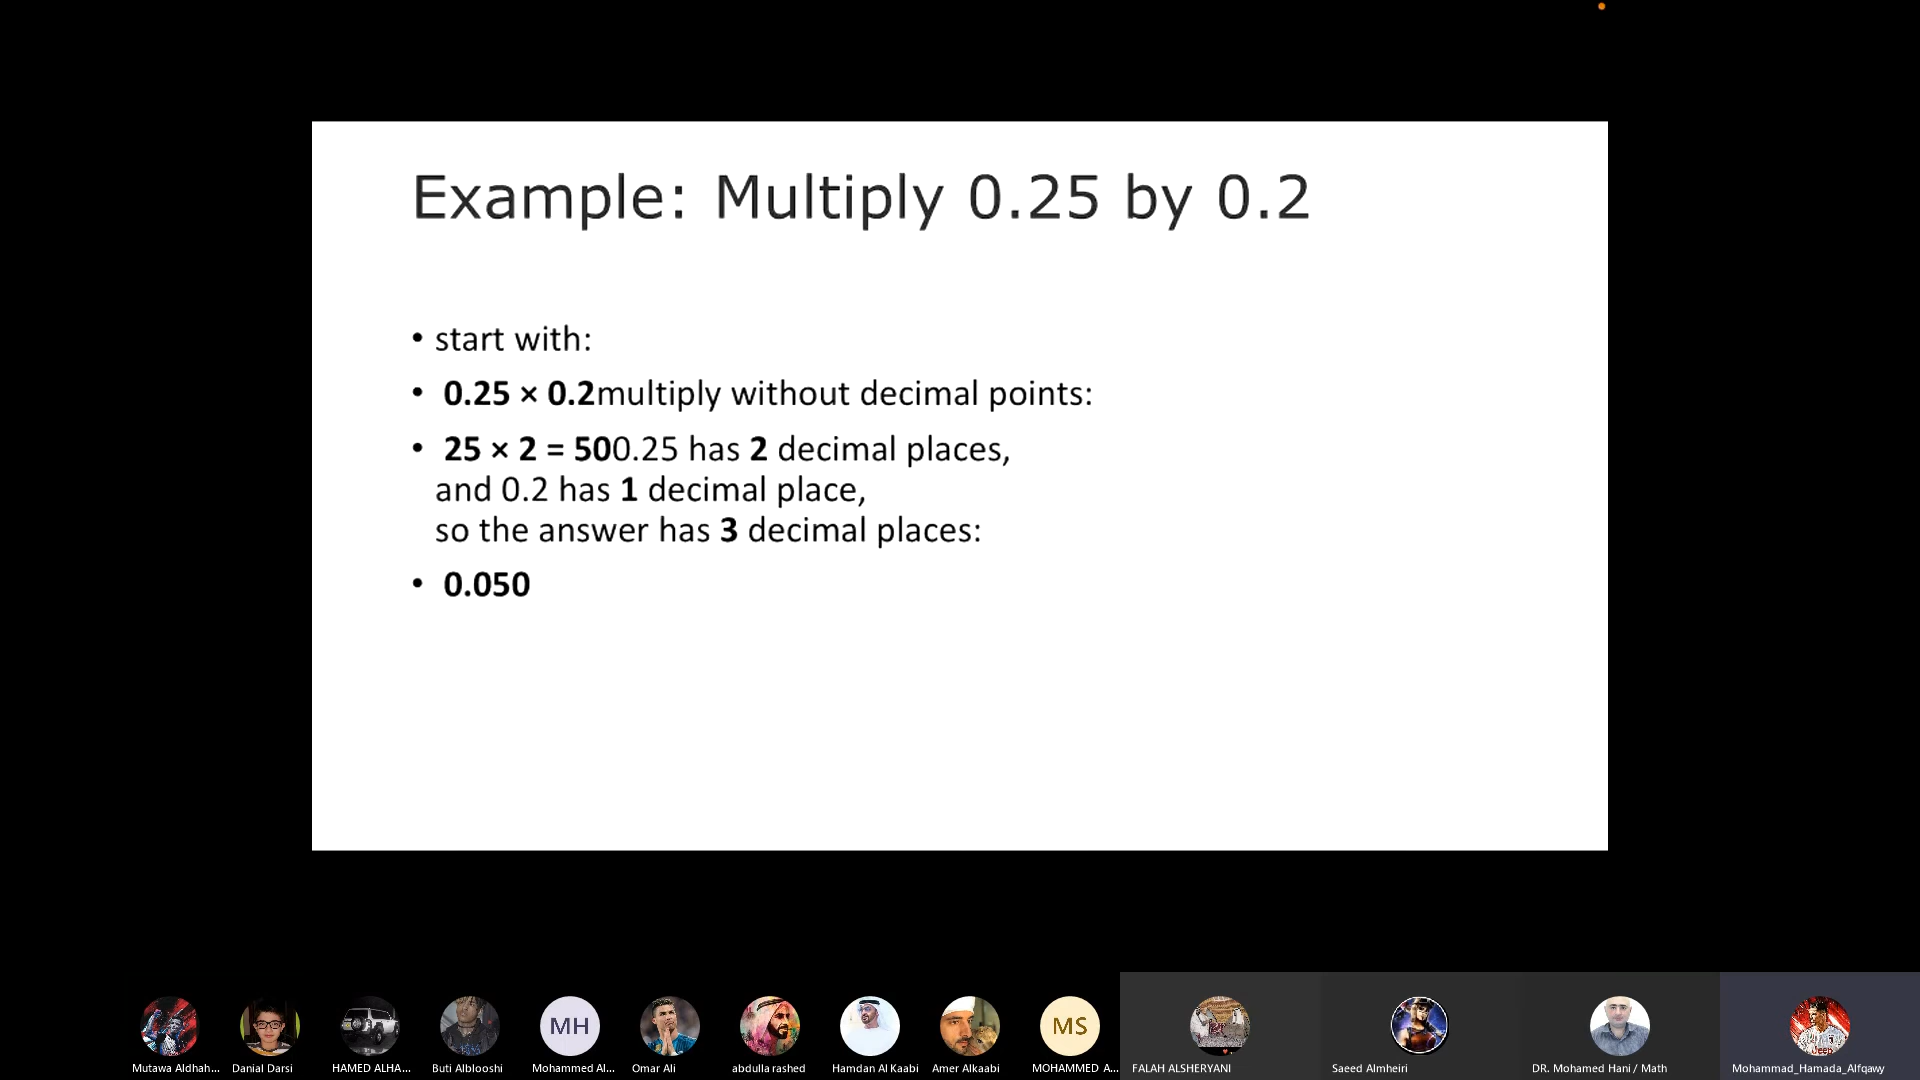 Example: Multiply 0.25 by 0.2
• start with:
• 0.25 × 0.2multiply without decimal points:
• 25 × 2 = 500.25 has 2 decimal places,
and 0.2 has 1 decimal place,
so the answer has 3 decimal places:
• 0.050
MH
MS
Mutawa Aldhah...
Danial Darsi
HAMED ALHA...
Buti Alblooshi
Mohammed Al...
Omar Ali
abdulla rashed
Hamdan Al Kaabi
Amer Alkaabi
MOHAMMED A...
FALAH ALSHERYANI
Saeed Almheiri
DR. Mohamed Hani / Math
Mohammad_Hamada_Alfqawy